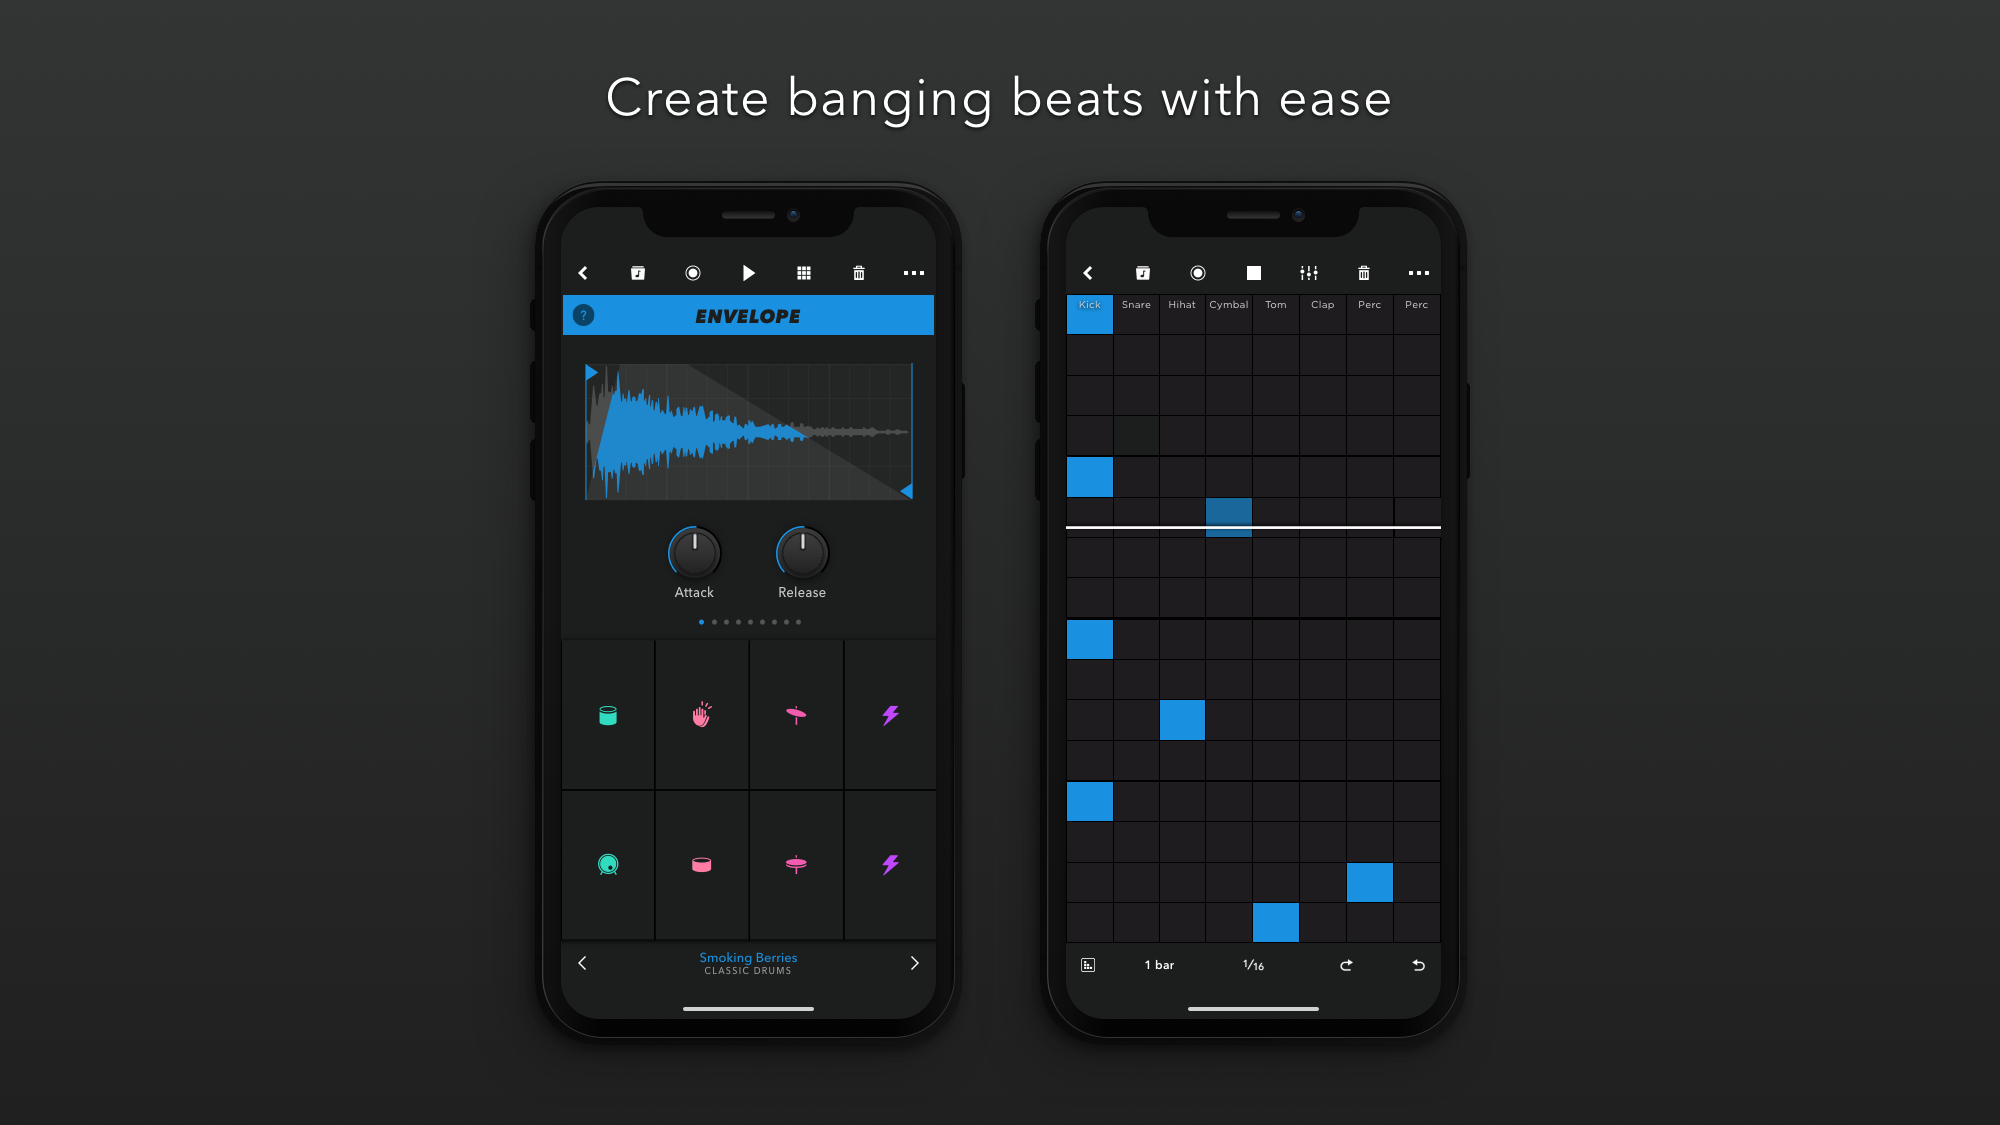 Create banging beats with ease
?
ENVELOPE
Attack
Release
Smoking Berries
CLASSIC DRUMS
Kick Snare Hihat Cymbal Tom Clap Perc Perc
1 bar
1/16